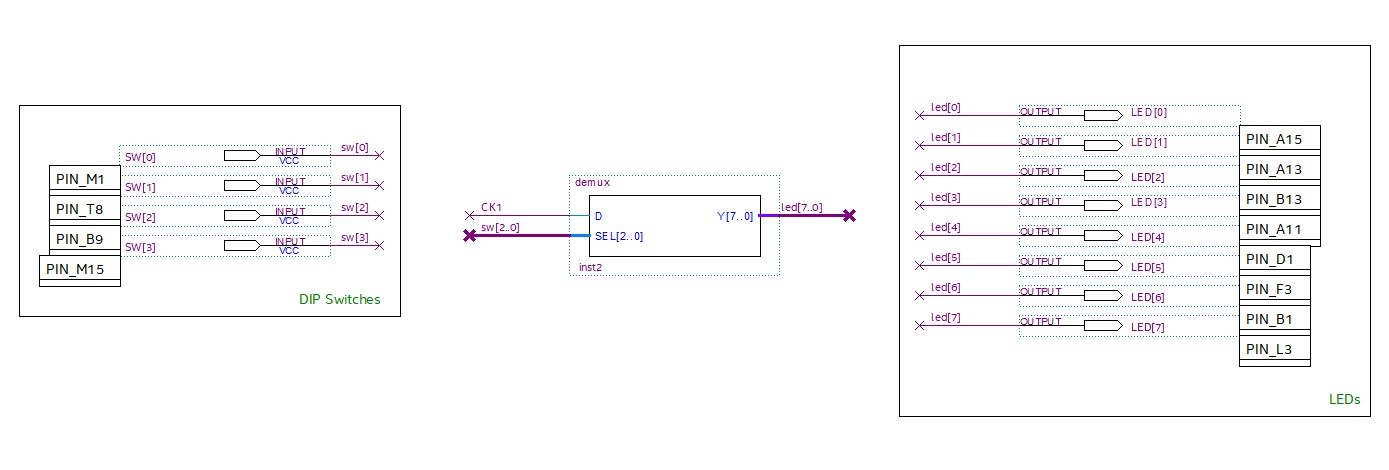 SW[0] INPUT VCC sw[0]
PIN_M1
SW[1] INPUT VCC sw[1]
PIN_T8
SW[2] INPUT VCC sw[2]
PIN_B9
SW[3] INPUT VCC sw[3]
PIN_M15
DIP Switches
demux
CK1 D Y[7..0] led[7..0]
sw[2..0] SEL[2..0]
inst2
led[0] OUTPUT LED[0]
PIN_A15
led[1] OUTPUT LED[1]
PIN_A13
led[2] OUTPUT LED[2]
PIN_B13
led[3] OUTPUT LED[3]
PIN_A11
led[4] OUTPUT LED[4]
PIN_D1
led[5] OUTPUT LED[5]
PIN_F3
led[6] OUTPUT LED[6]
PIN_B1
led[7] OUTPUT LED[7]
PIN_L3
LEDs